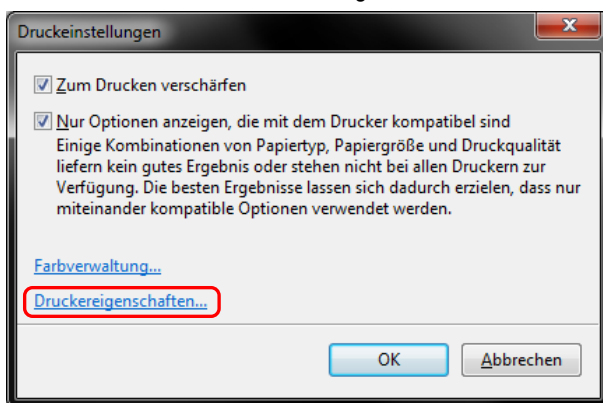 Druckeinstellungen
Zum Drucken verschärfen
Nur Optionen anzeigen, die mit dem Drucker kompatibel sind
Einige Kombinationen von Papiertyp, Papiergröße und Druckqualität
liefern kein gutes Ergebnis oder stehen nicht bei allen Druckern zur
Verfügung. Die besten Ergebnisse lassen sich dadurch erzielen, dass nur
miteinander kompatible Optionen verwendet werden.
Farbverwaltung...
Druckereigenschaften...
OK Abbrechen